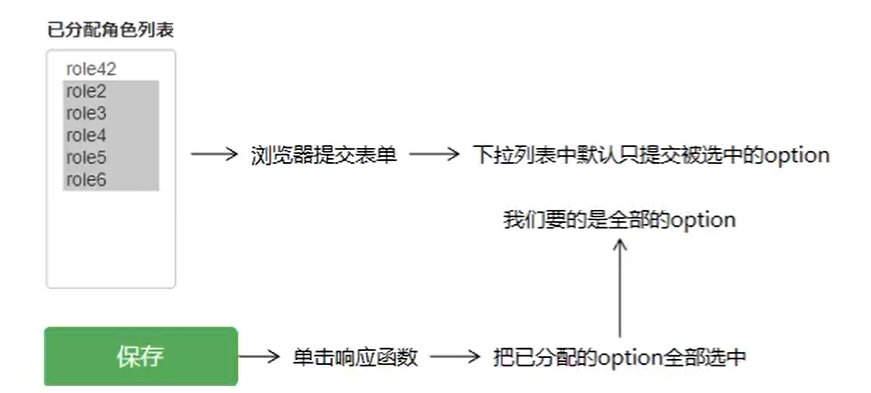 已分配角色列表
role42
role2
role3
role4
role5
role6
浏览器提交表单
下拉列表中默认只提交被选中的option
我们要的是全部的option
保存
单击响应函数
把已分配的option全部选中